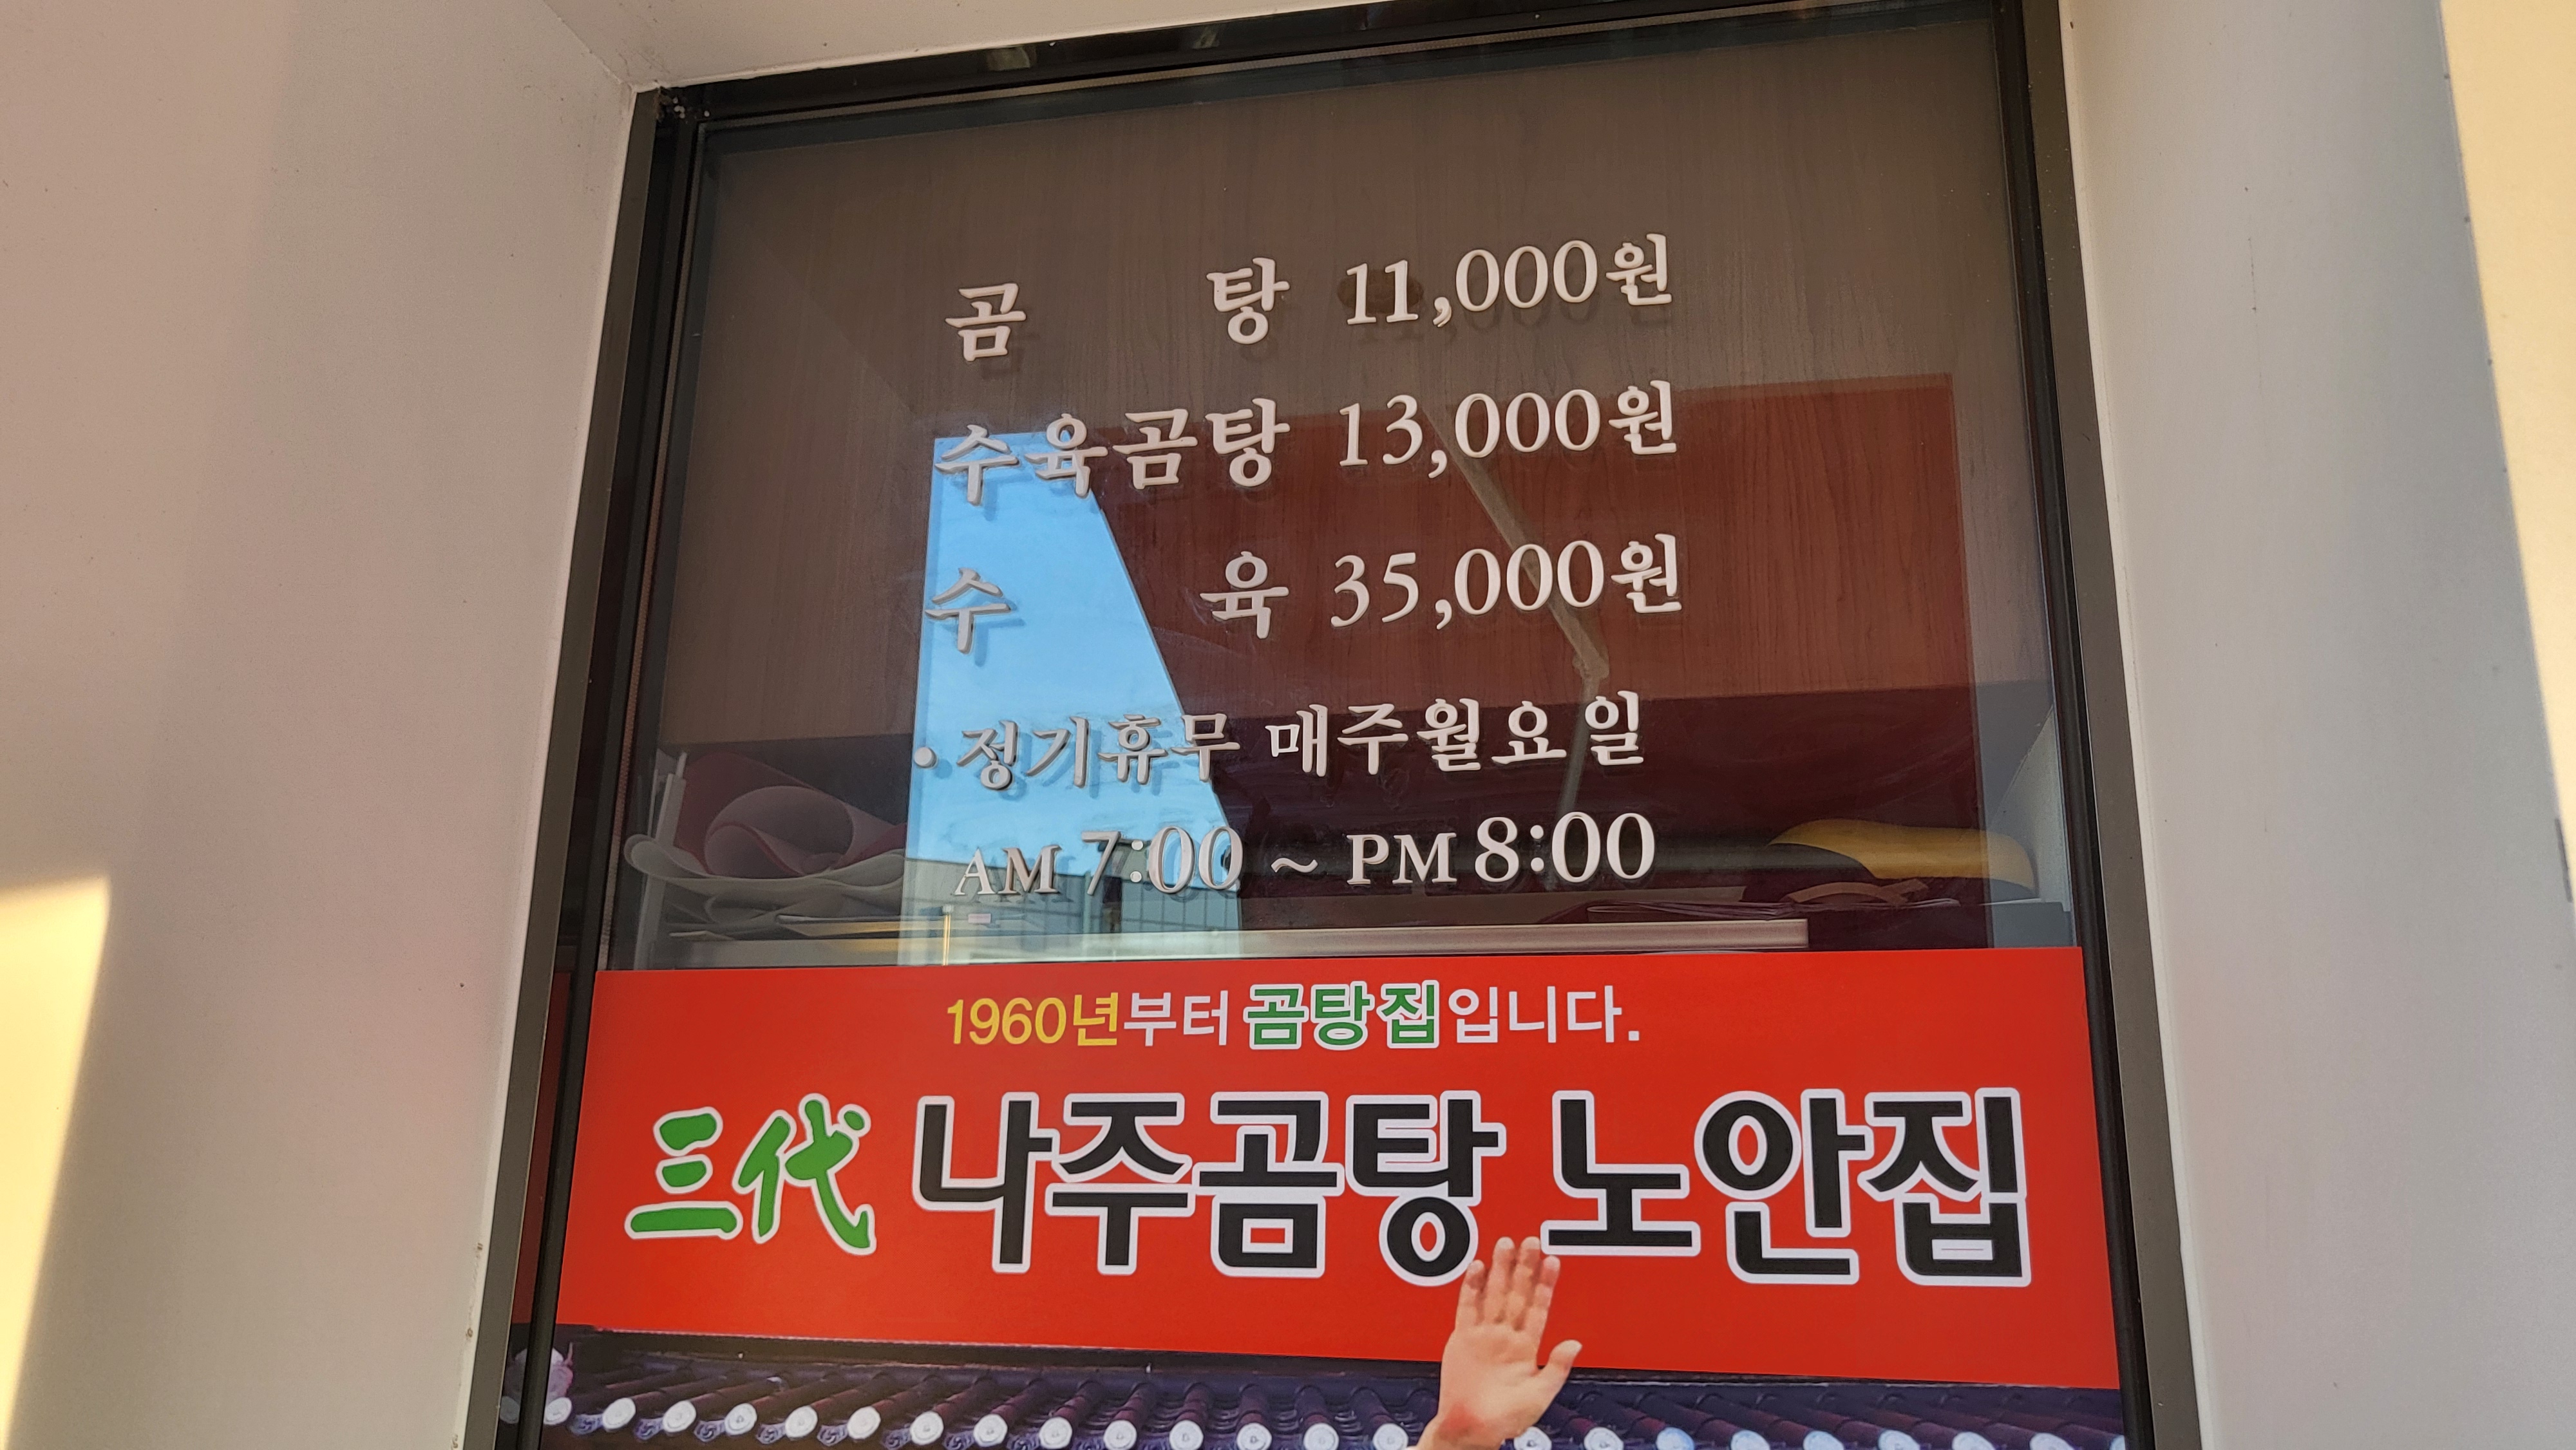 곰 탕 11,000원
수육곰탕 13,000원
수 육 35,000원
• 정기휴무 매주월요일
AM 7:00 ~ PM 8:00
1960년부터 곰탕집입니다.
三代 나주곰탕 노안집